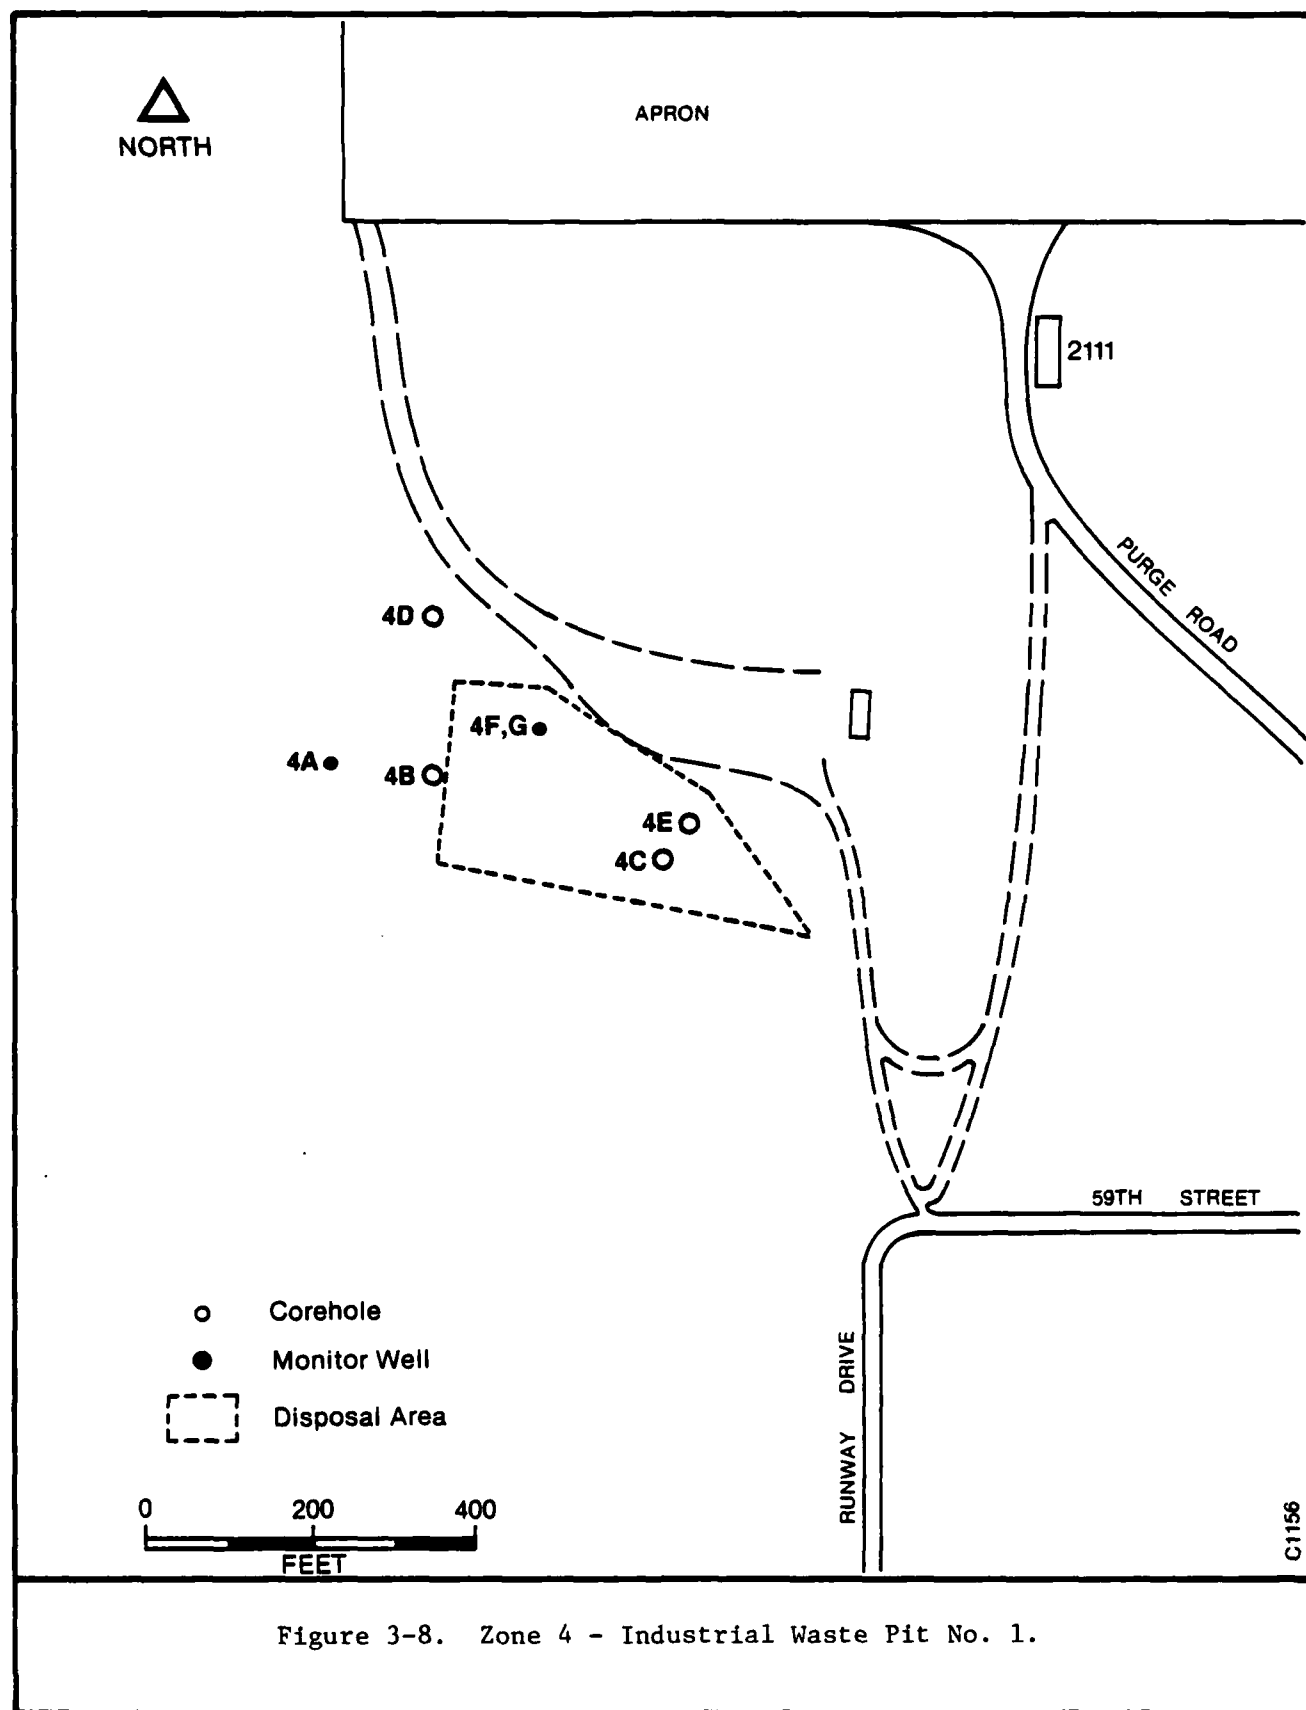 APRON
NORTH
2111
PURGE ROAD
4D
4F,G
4A
4B
4E
4C
59TH STREET
Corehole
Monitor Well
Disposal Area
RUNWAY DRIVE
0 200 400
FEET
C1156
Figure 3-8. Zone 4 - Industrial Waste Pit No. 1.